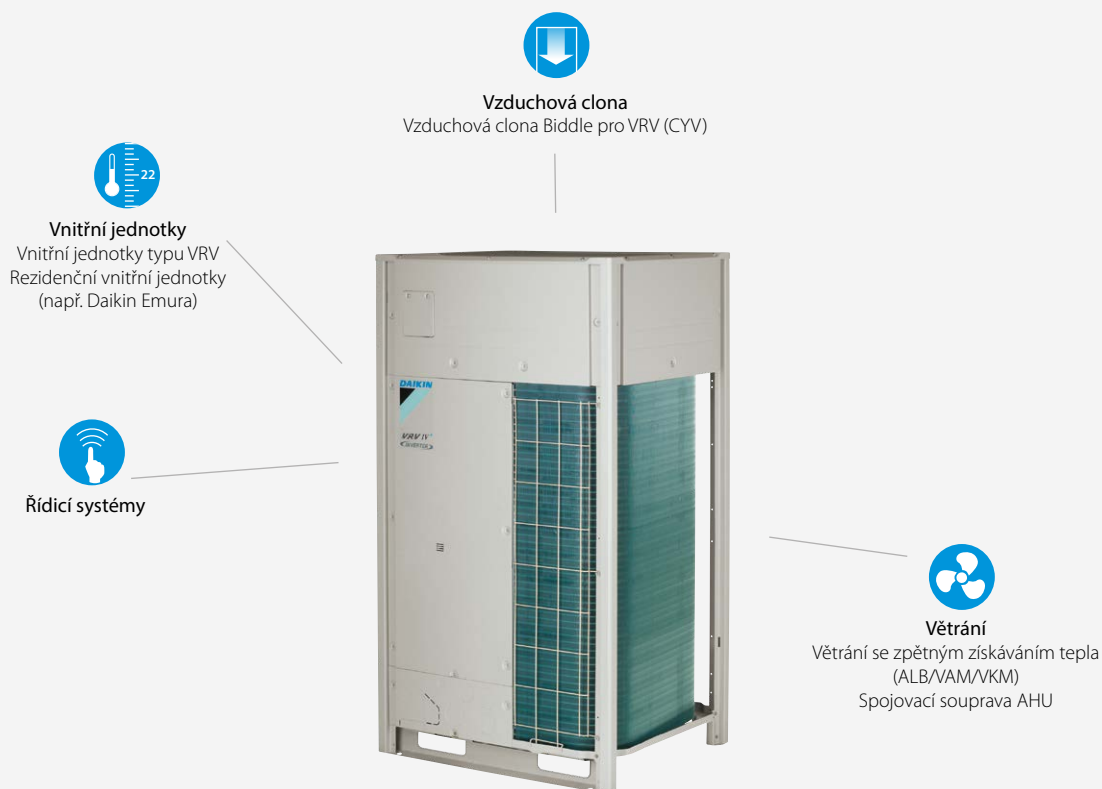 Vzduchová clona
Vzduchová clona Biddle pro VRV (CYV)
22
Vnitřní jednotky
Vnitřní jednotky typu VRV
Rezidenční vnitřní jednotky
(např. Daikin Emura)
DAIKIN
VRV IV+
INVERTER
Řídicí systémy
Větrání
Větrání se zpětným získáváním tepla
(ALB/VAM/VKM)
Spojovací souprava AHU